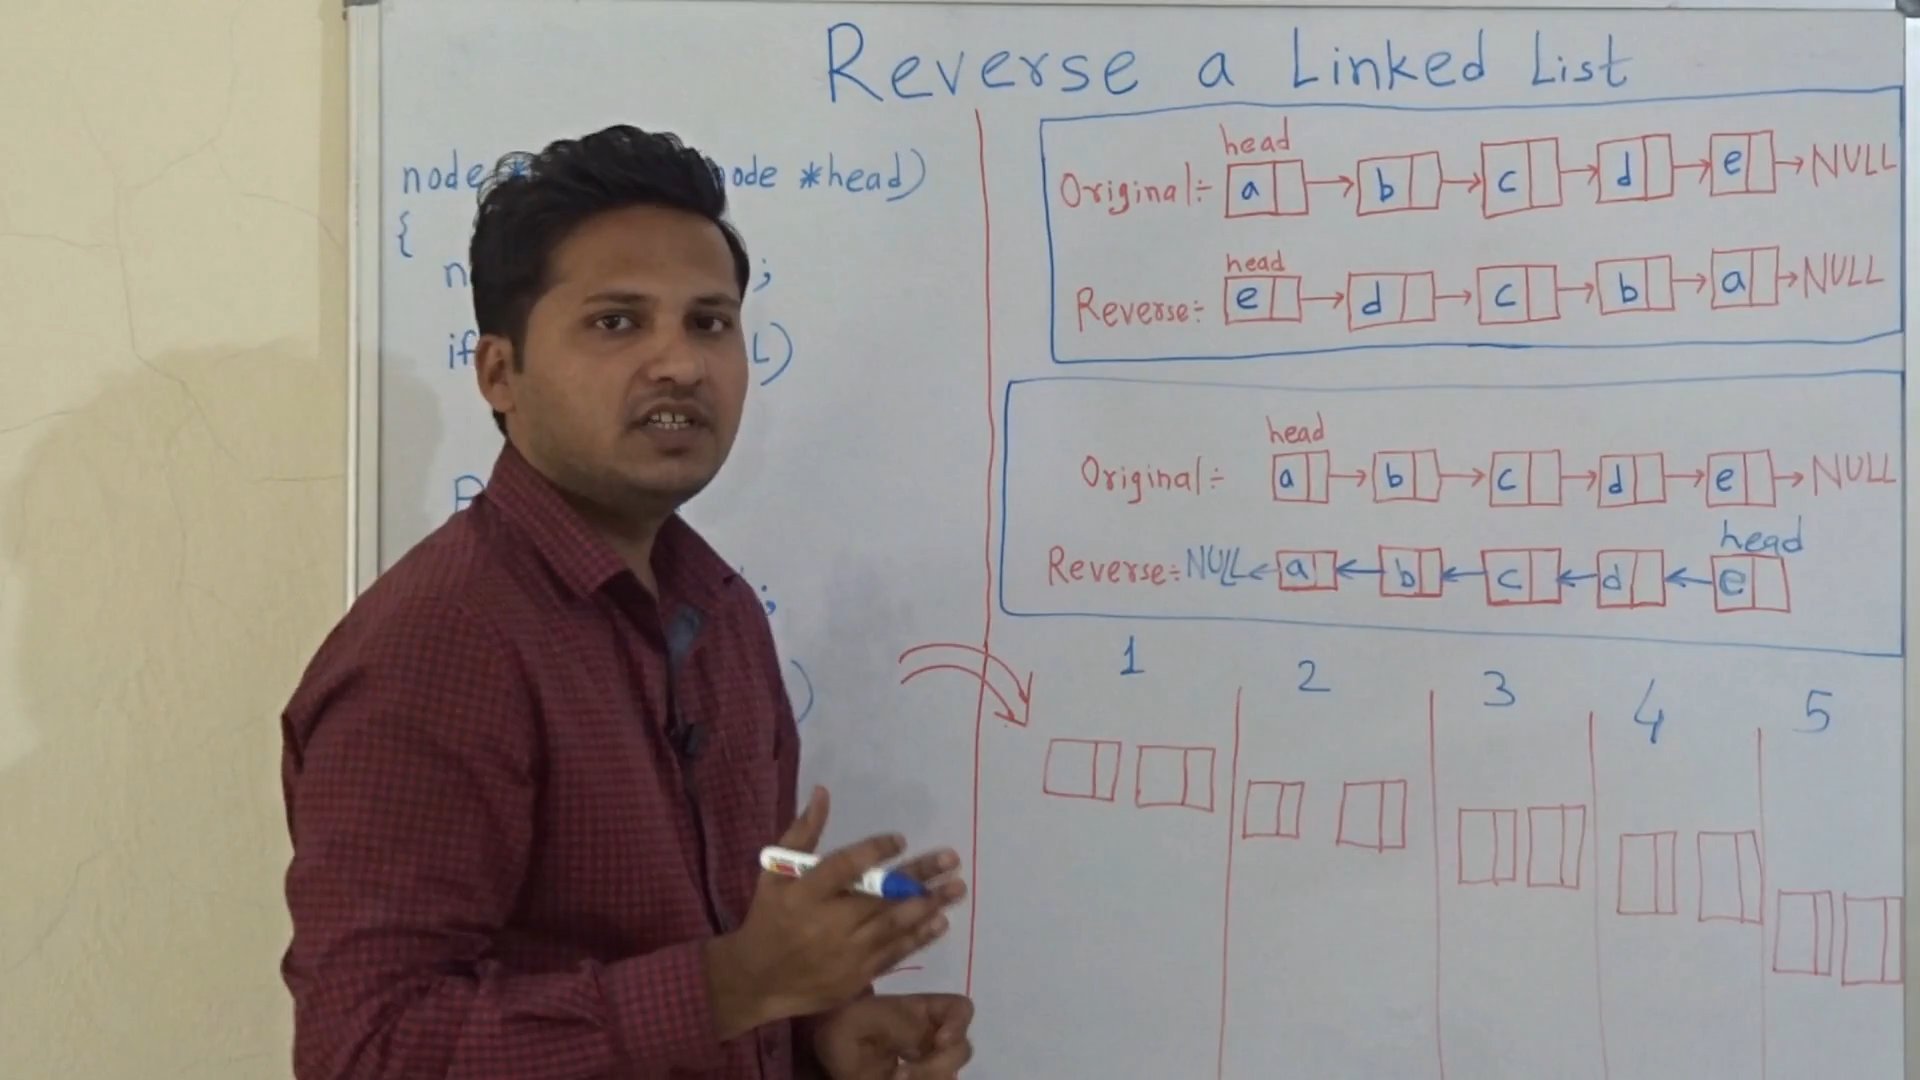 Reverse a Linked List
node * node *head)
{
;
if )
;
)
head
Original:- a b c d e NULL
head
Reverse:- e d c b a NULL
head
Original:- a b c d e NULL
head
Reverse:- NULL a b c d e
1 2 3 4 5